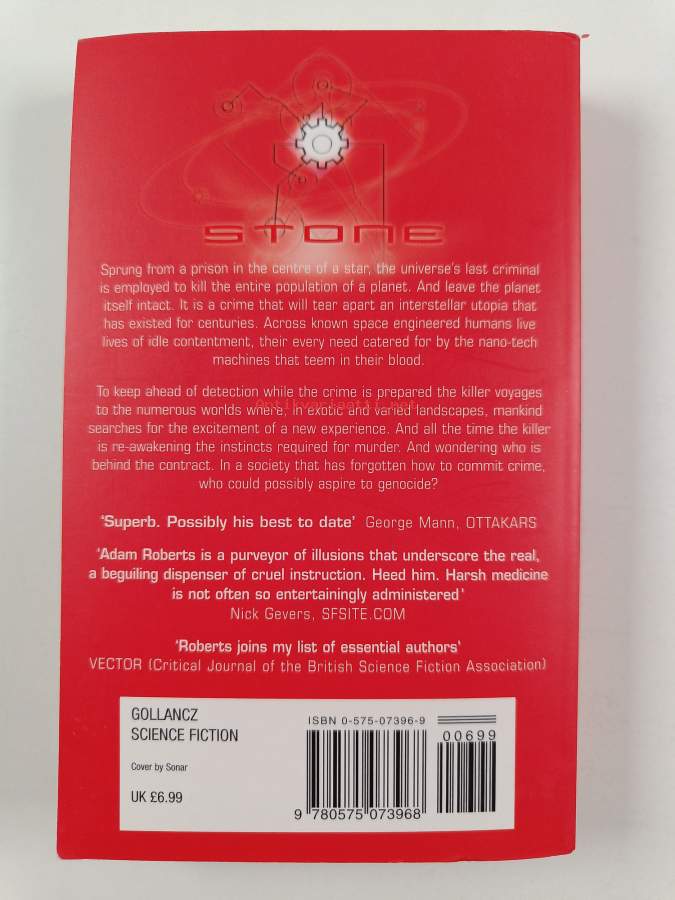 STONE
Sprung from a prison in the centre of a star, the universe's last criminal
is employed to kill the entire population of a planet. And leave the planet
itself intact. It is a crime that will tear apart an interstellar utopia that
has existed for centuries. Across known space engineered humans live
lives of idle contentment, their every need catered for by the nano-tech
machines that teem in their blood.
To keep ahead of detection while the crime is prepared the killer voyages
to the numerous worlds where, in exotic and varied landscapes, mankind
Antikvariaatti.net
searches for the excitement of a new experience. And all the time the killer
is re-awakening the instincts required for murder. And wondering who is
behind the contract. In a society that has forgotten how to commit crime,
who could possibly aspire to genocide?
'Superb. Possibly his best to date' George Mann, OTTAKARS
'Adam Roberts is a purveyor of illusions that underscore the real,
a beguiling dispenser of cruel instruction. Heed him. Harsh medicine
is not often so entertainingly administered'
Nick Gevers, SFSITE.COM
'Roberts joins my list of essential authors'
VECTOR (Critical Journal of the British Science Fiction Association)
GOLLANCZ
SCIENCE FICTION
Cover by Sonar
UK £6.99
ISBN 0-575-07396-9
00699
9 780575 073968